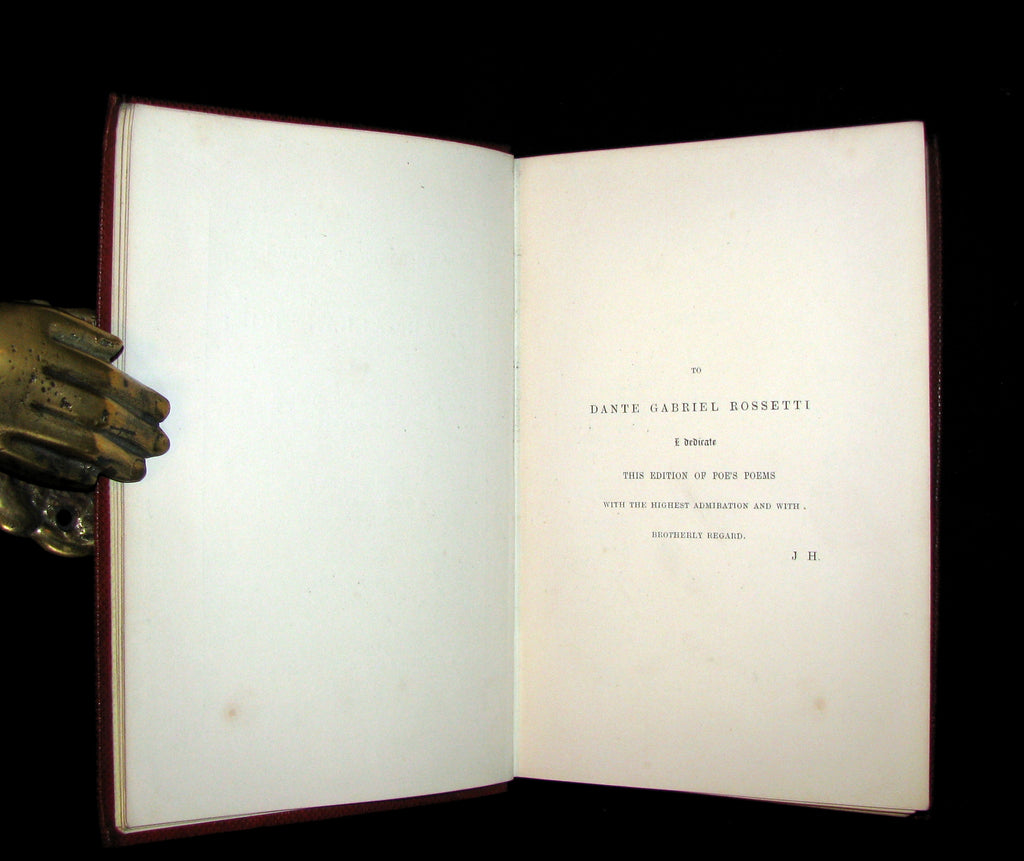 TO
DANTE GABRIEL ROSSETTI
I dedicate
THIS EDITION OF POE'S POEMS
WITH THE HIGHEST ADMIRATION AND WITH
BROTHERLY REGARD.
J H.